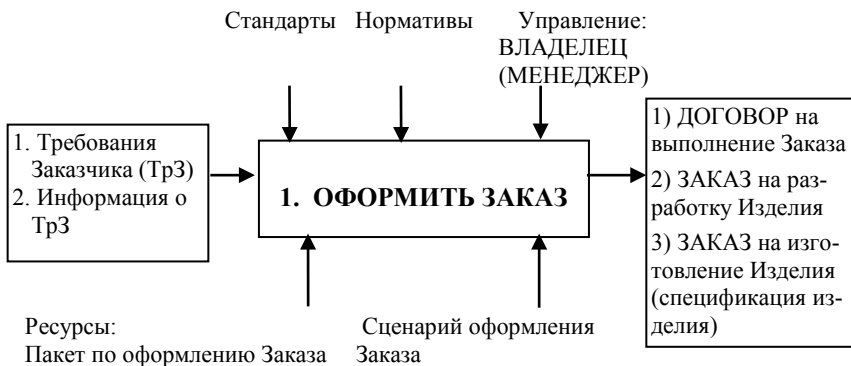 Стандарты Нормативы Управление:
ВЛАДЕЛЕЦ
(МЕНЕДЖЕР)
1. Требования
Заказчика (ТрЗ)
2. Информация о
ТрЗ
1. ОФОРМИТЬ ЗАКАЗ
1) ДОГОВОР на
выполнение Заказа
2) ЗАКАЗ на раз-
работку Изделия
3) ЗАКАЗ на изго-
товление Изделия
(спецификация из-
делия)
Ресурсы:
Пакет по оформлению Заказа
Сценарий оформления
Заказа